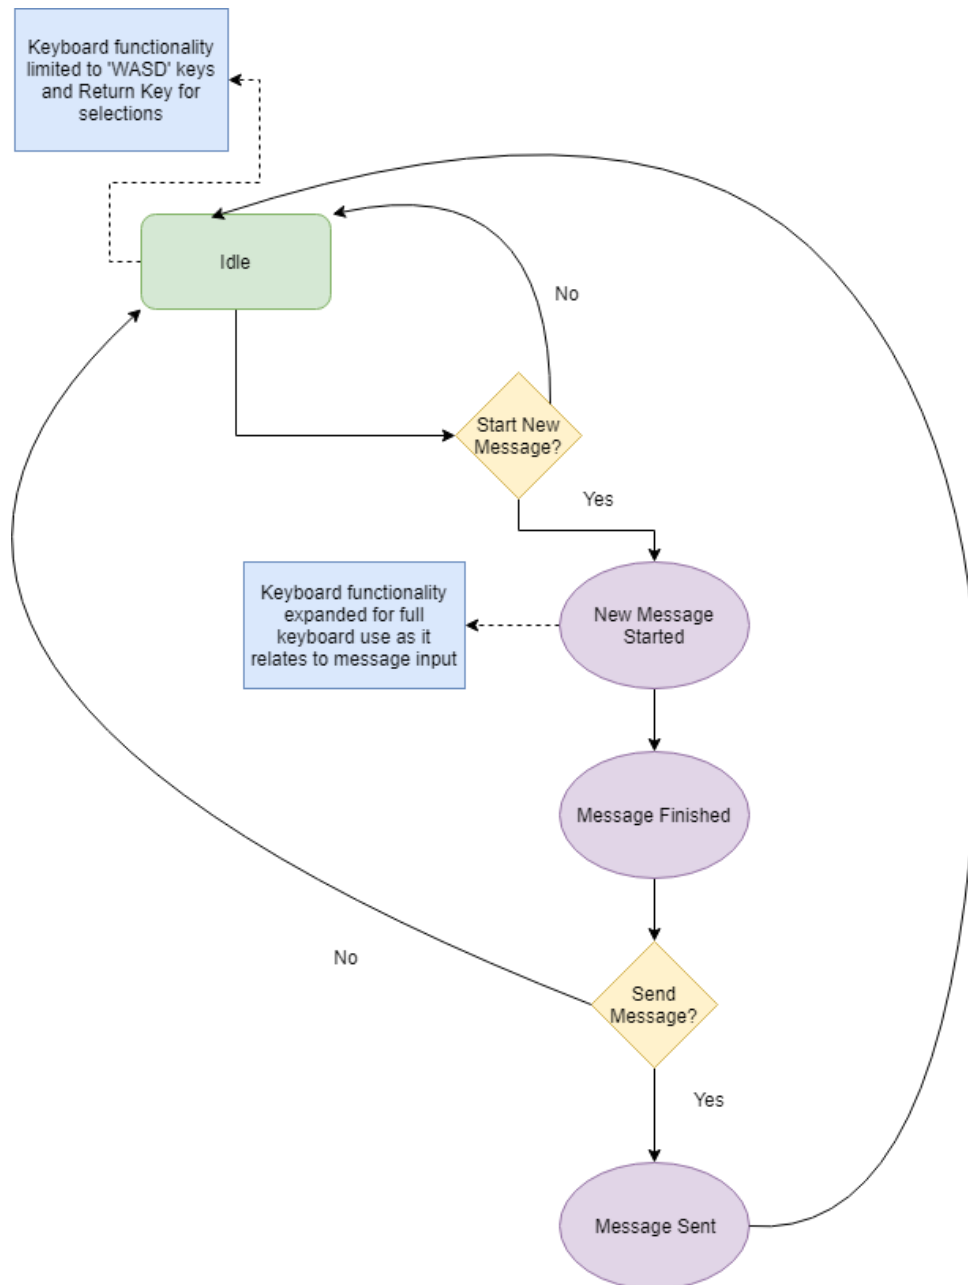 Keyboard functionality
limited to 'WASD' keys
and Return Key for
selections
Idle
No
Start New
Message?
Yes
Keyboard functionality
expanded for full
keyboard use as it
relates to message input
New Message
Started
Message Finished
No
Send
Message?
Yes
Message Sent